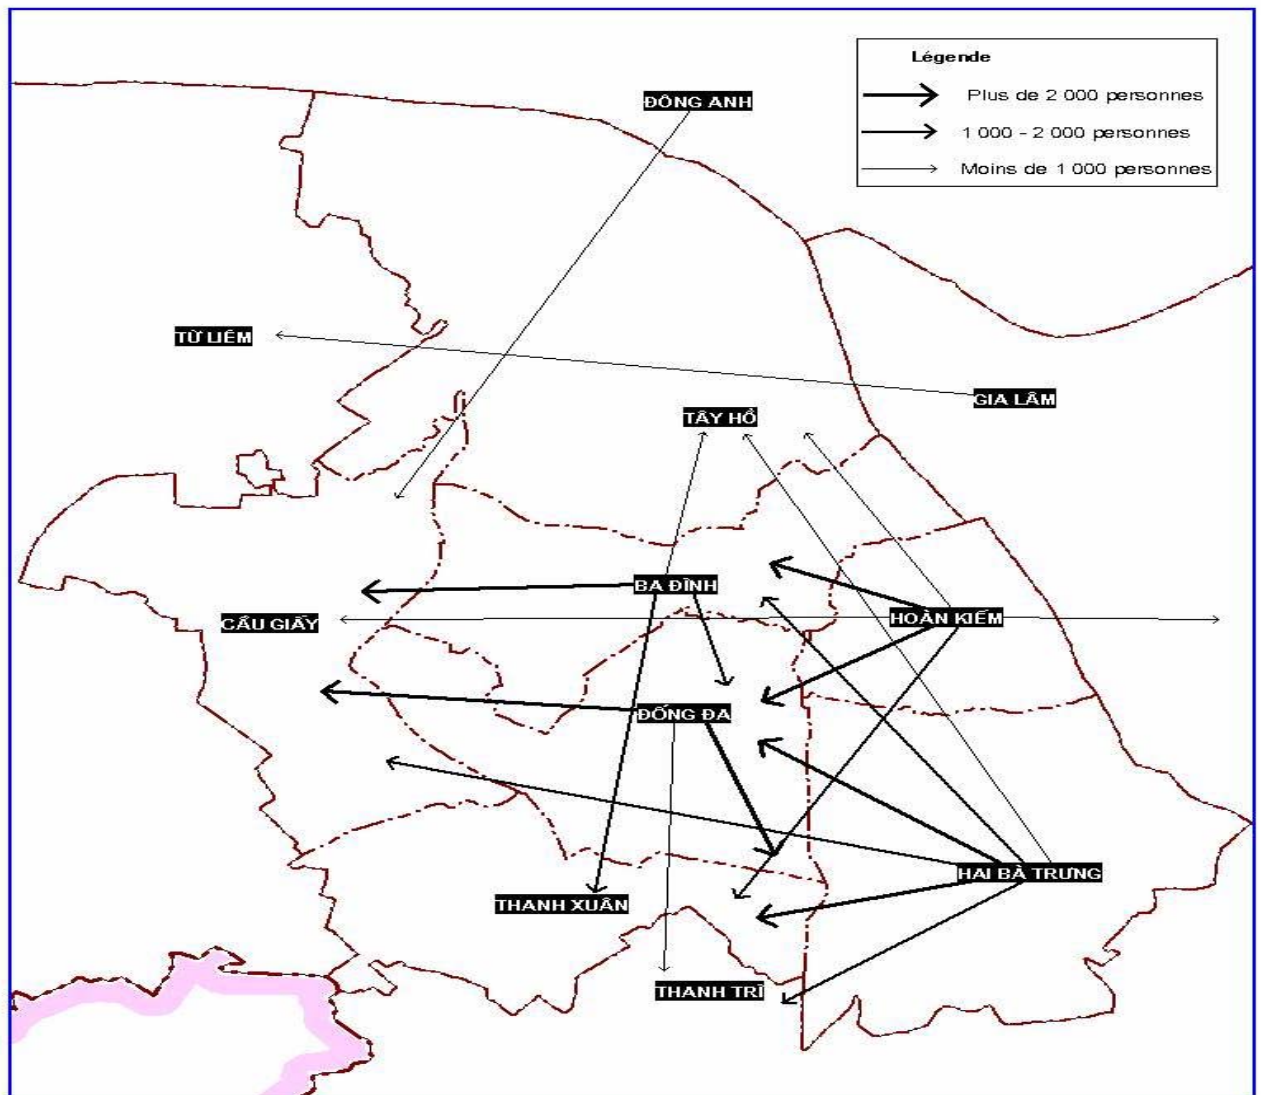 Légende
Plus de 2 000 personnes
1 000 - 2 000 personnes
Moins de 1 000 personnes
ĐÔNG ANH
TỪ LIÊM
GIA LÂM
TÂY HỒ
BA ĐÌNH
CẦU GIẤY
HOÀN KIẾM
ĐỐNG ĐA
HAI BÀ TRƯNG
THANH XUÂN
THANH TRÌ